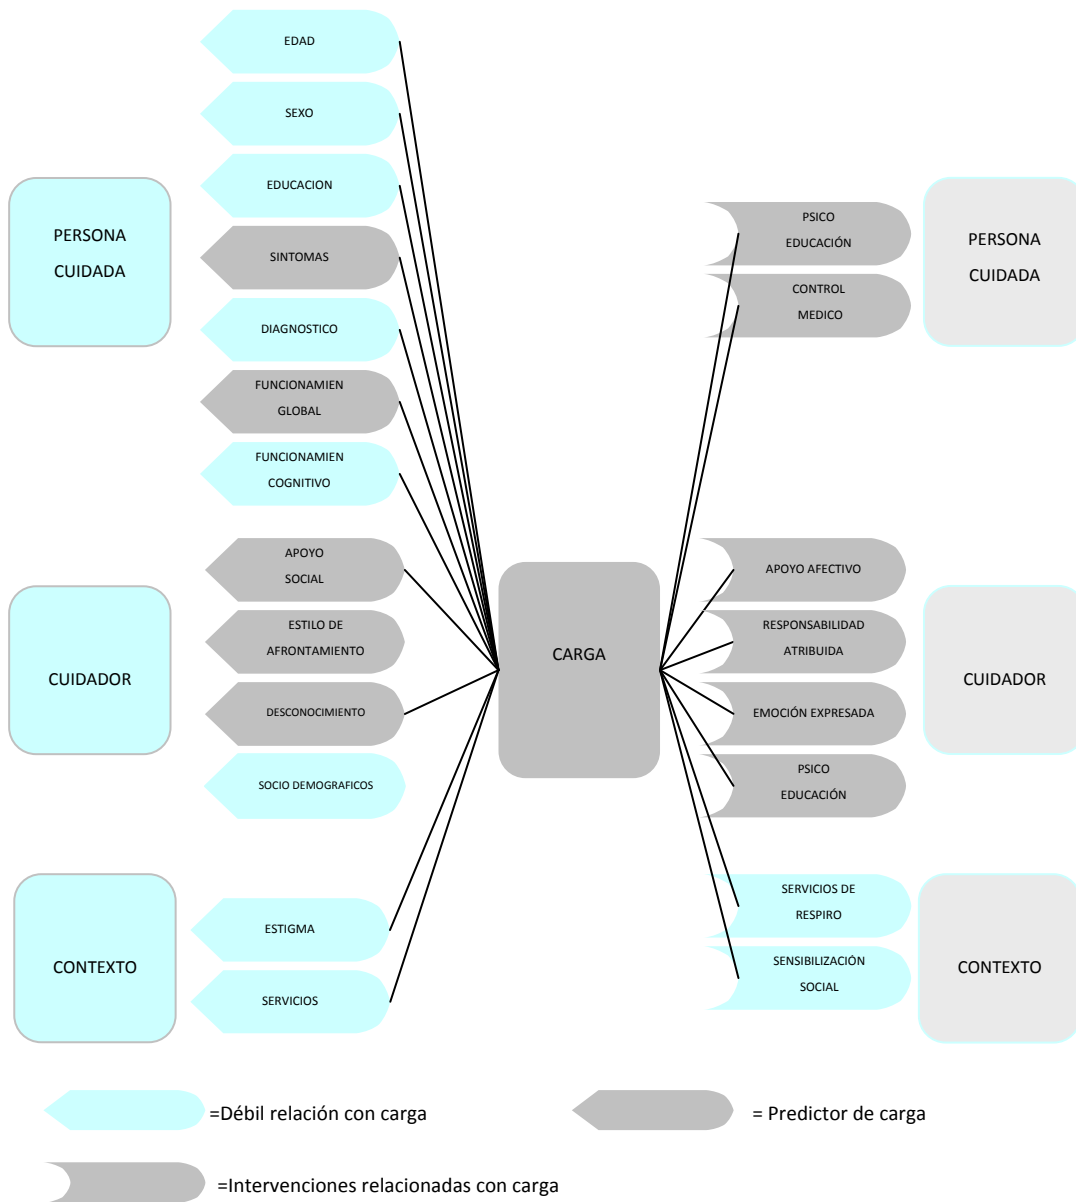 EDAD
SEXO
EDUCACION
SINTOMAS
DIAGNOSTICO
FUNCIONAMIEN
GLOBAL
FUNCIONAMIEN
COGNITIVO
PERSONA
CUIDADA
PSICO
EDUCACIÓN
CONTROL
MEDICO
PERSONA
CUIDADA
APOYO
SOCIAL
ESTILO DE
AFRONTAMIENTO
DESCONOCIMIENTO
SOCIO DEMOGRAFICOS
CUIDADOR
CARGA
APOYO AFECTIVO
RESPONSABILIDAD
ATRIBUIDA
EMOCIÓN EXPRESADA
PSICO
EDUCACIÓN
CUIDADOR
CONTEXTO
ESTIGMA
SERVICIOS
SERVICIOS DE
RESPIRO
SENSIBILIZACIÓN
SOCIAL
CONTEXTO
=Débil relación con carga
= Predictor de carga
=Intervenciones relacionadas con carga